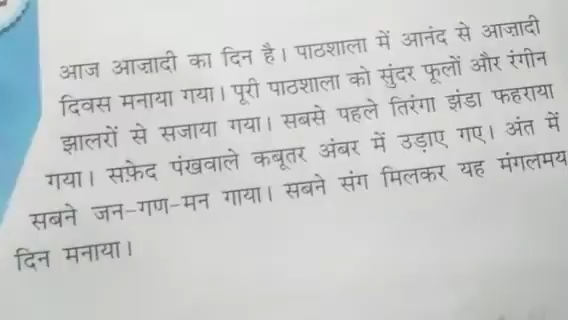 आज आज़ादी का दिन है। पाठशाला में आनंद से आज़ादी
दिवस मनाया गया। पूरी पाठशाला को सुंदर फूलों और रंगीन
झालरों से सजाया गया। सबसे पहले तिरंगा झंडा फहराया
गया। सफ़ेद पंखवाले कबूतर अंबर में उड़ाए गए। अंत में
सबने जन-गण-मन गाया। सबने संग मिलकर यह मंगलमय
दिन मनाया।